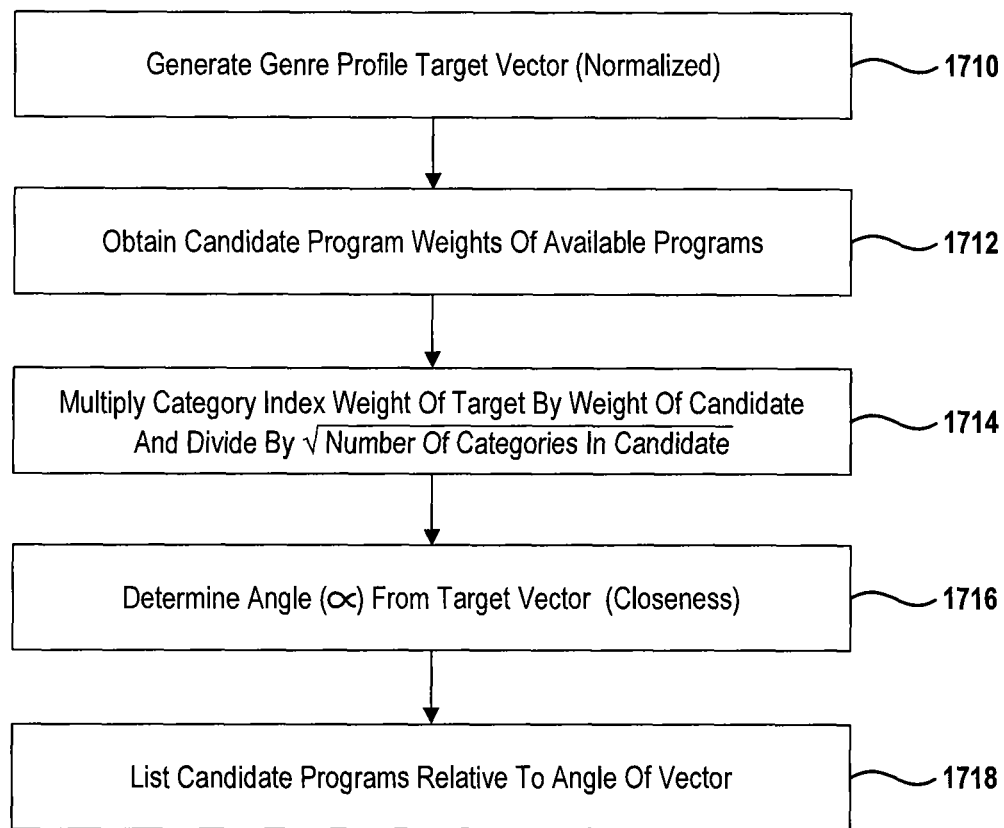 Generate Genre Profile Target Vector (Normalized)
1710
Obtain Candidate Program Weights Of Available Programs
1712
Multiply Category Index Weight Of Target By Weight Of Candidate
And Divide By √Number Of Categories In Candidate
1714
Determine Angle (∝) From Target Vector (Closeness)
1716
List Candidate Programs Relative To Angle Of Vector
1718